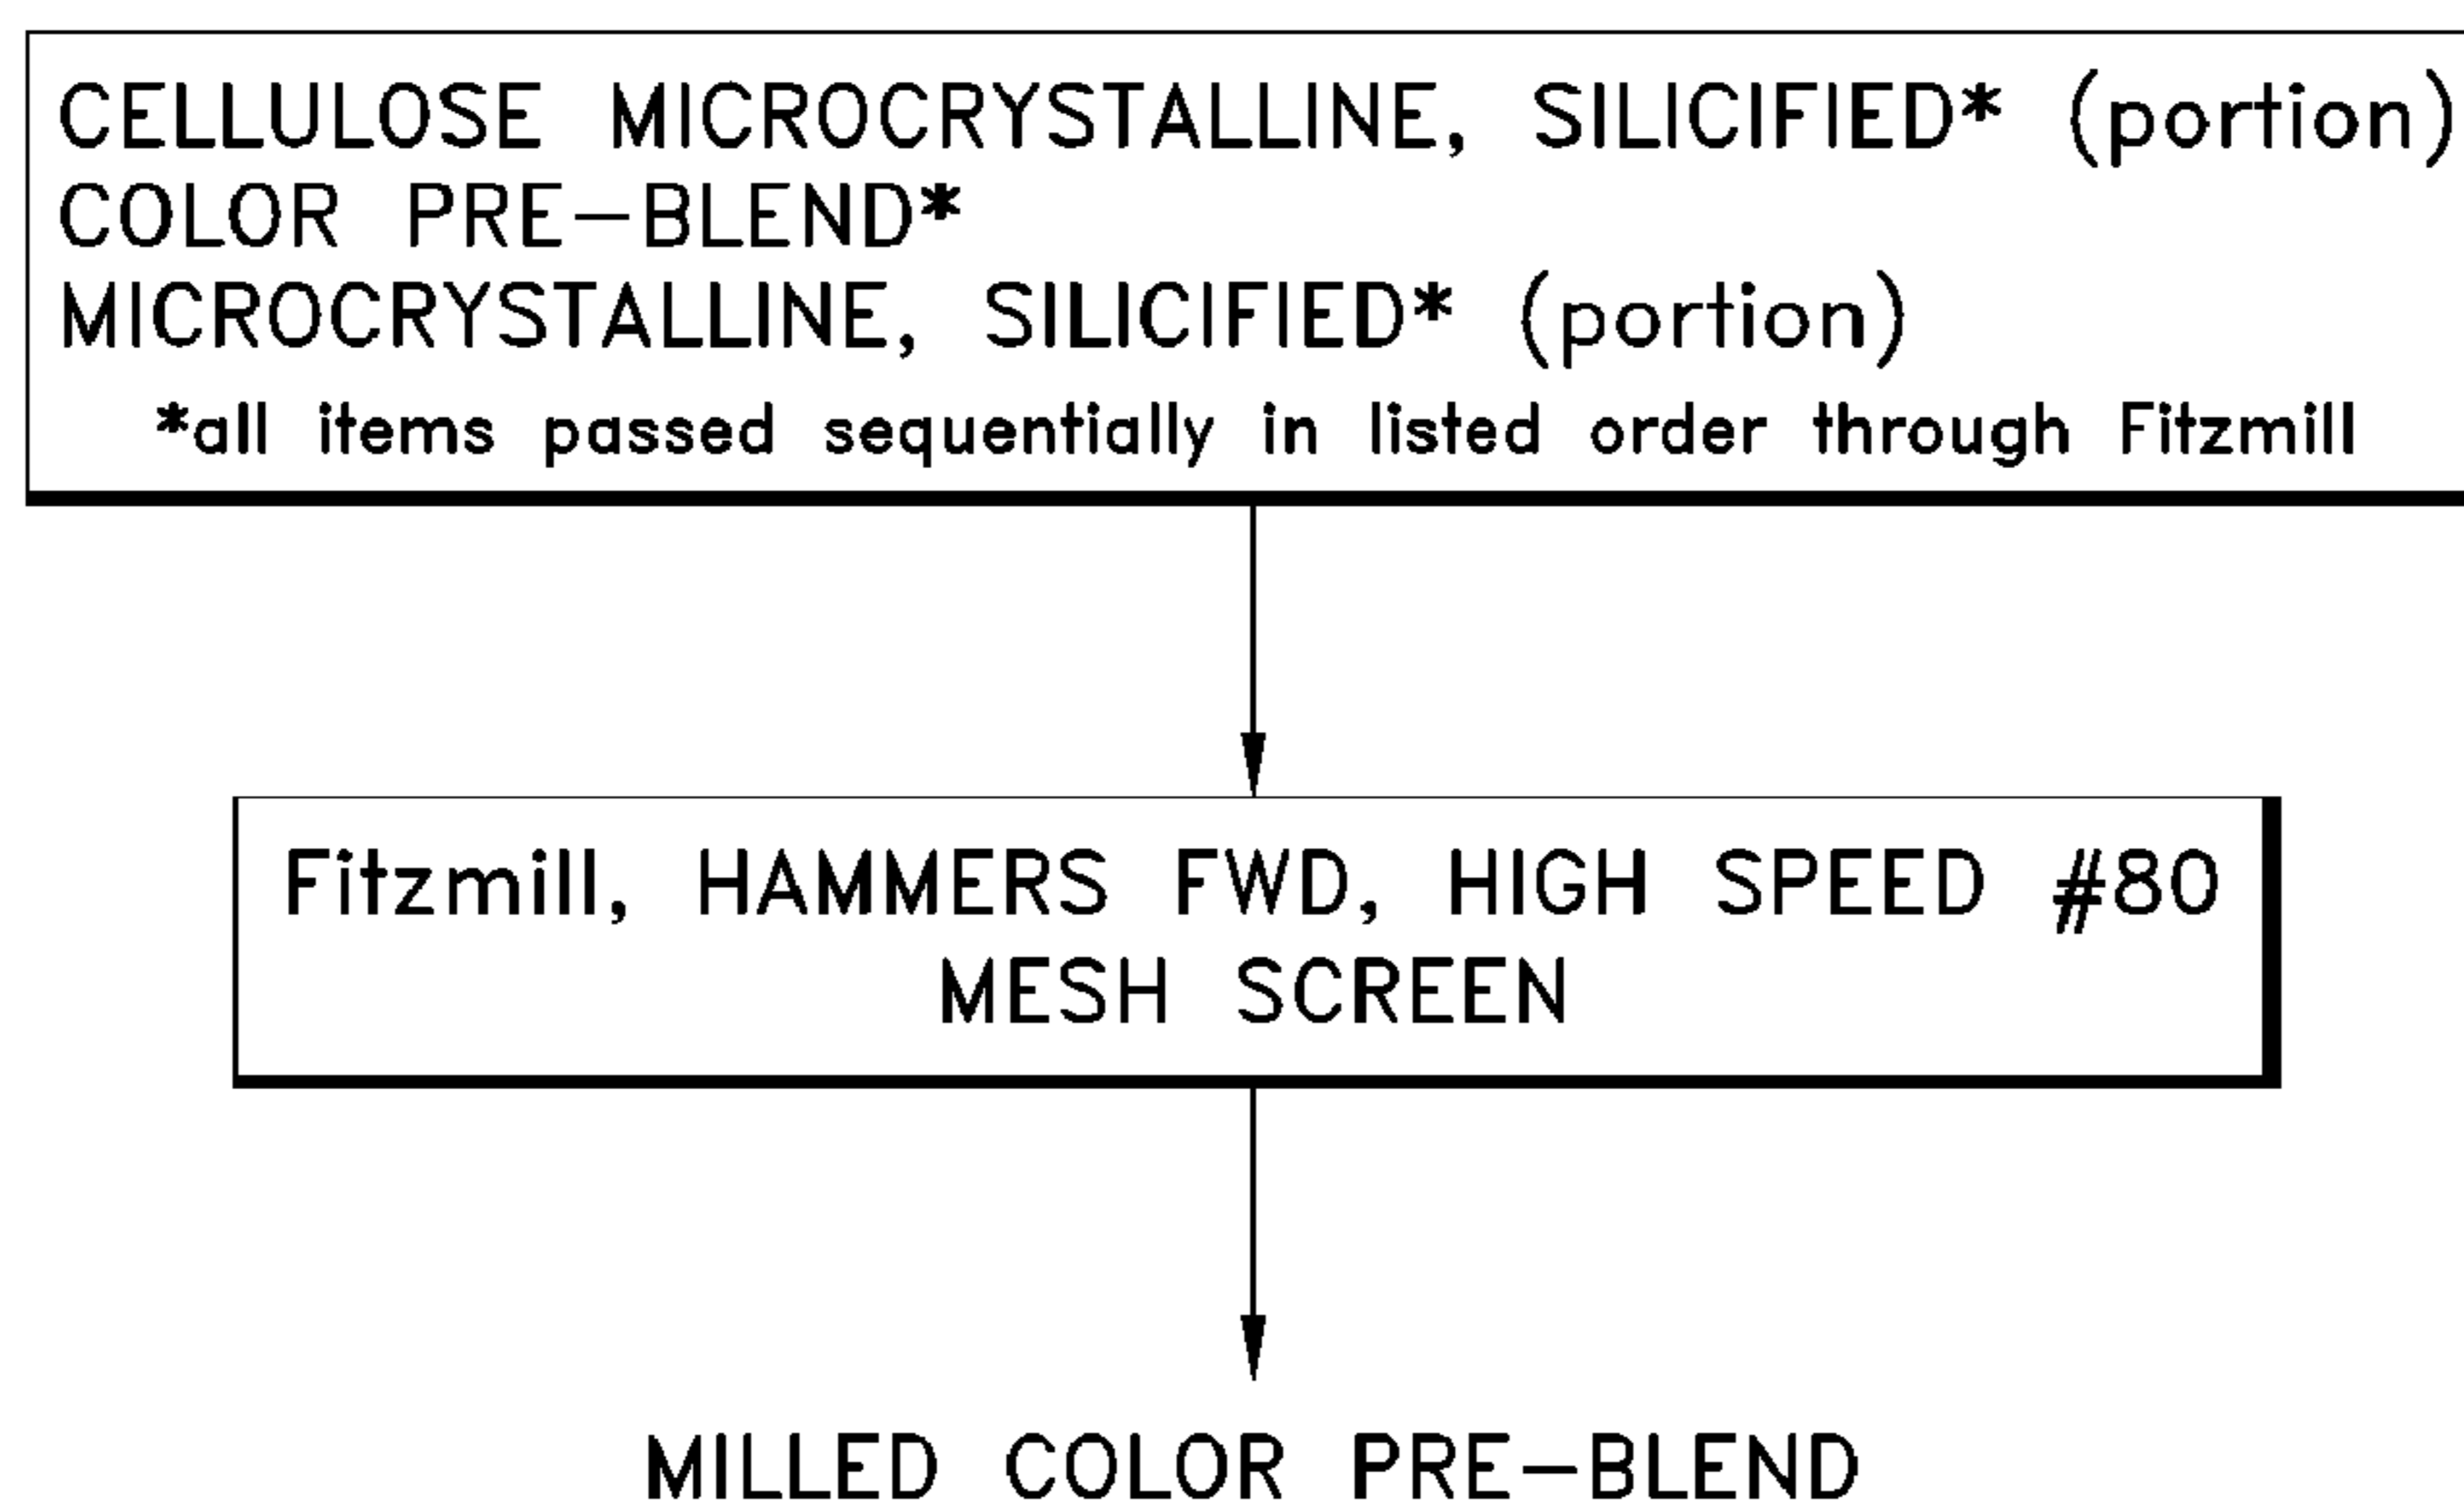 CELLULOSE MICROCRYSTALLINE, SILICIFIED* (portion)
COLOR PRE-BLEND*
MICROCRYSTALLINE, SILICIFIED* (portion)
*all items passed sequentially in listed order through Fitzmill
Fitzmill, HAMMERS FWD, HIGH SPEED #80
MESH SCREEN
MILLED COLOR PRE-BLEND